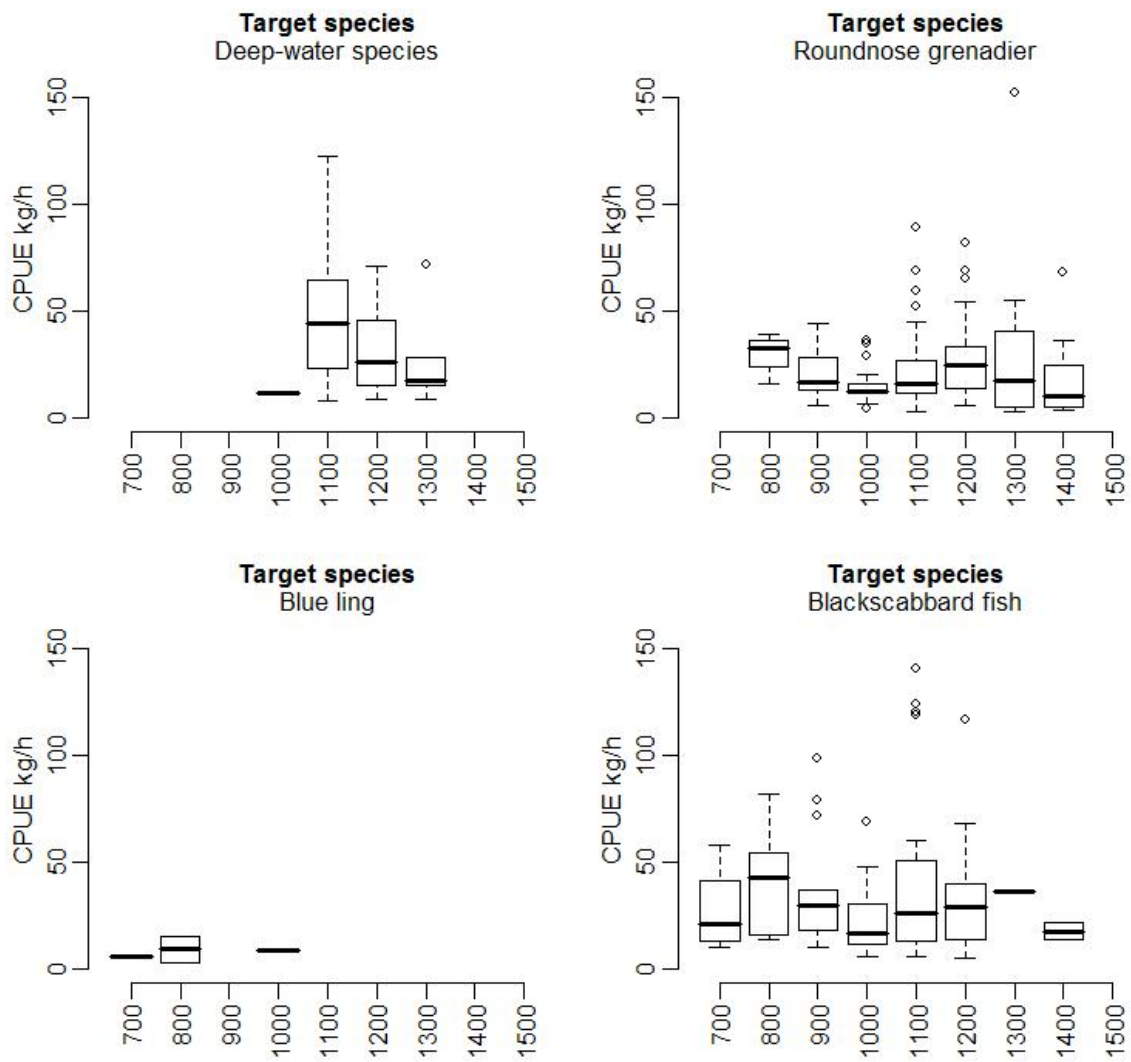 Target species
Deep-water species
CPUE kg/h
150
100
50
0
700 800 900 1000 1100 1200 1300 1400 1500
Target species
Roundnose grenadier
CPUE kg/h
150
100
50
0
700 800 900 1000 1100 1200 1300 1400 1500
Target species
Blue ling
CPUE kg/h
150
100
50
0
700 800 900 1000 1100 1200 1300 1400 1500
Target species
Blackscabbard fish
CPUE kg/h
150
100
50
0
700 800 900 1000 1100 1200 1300 1400 1500